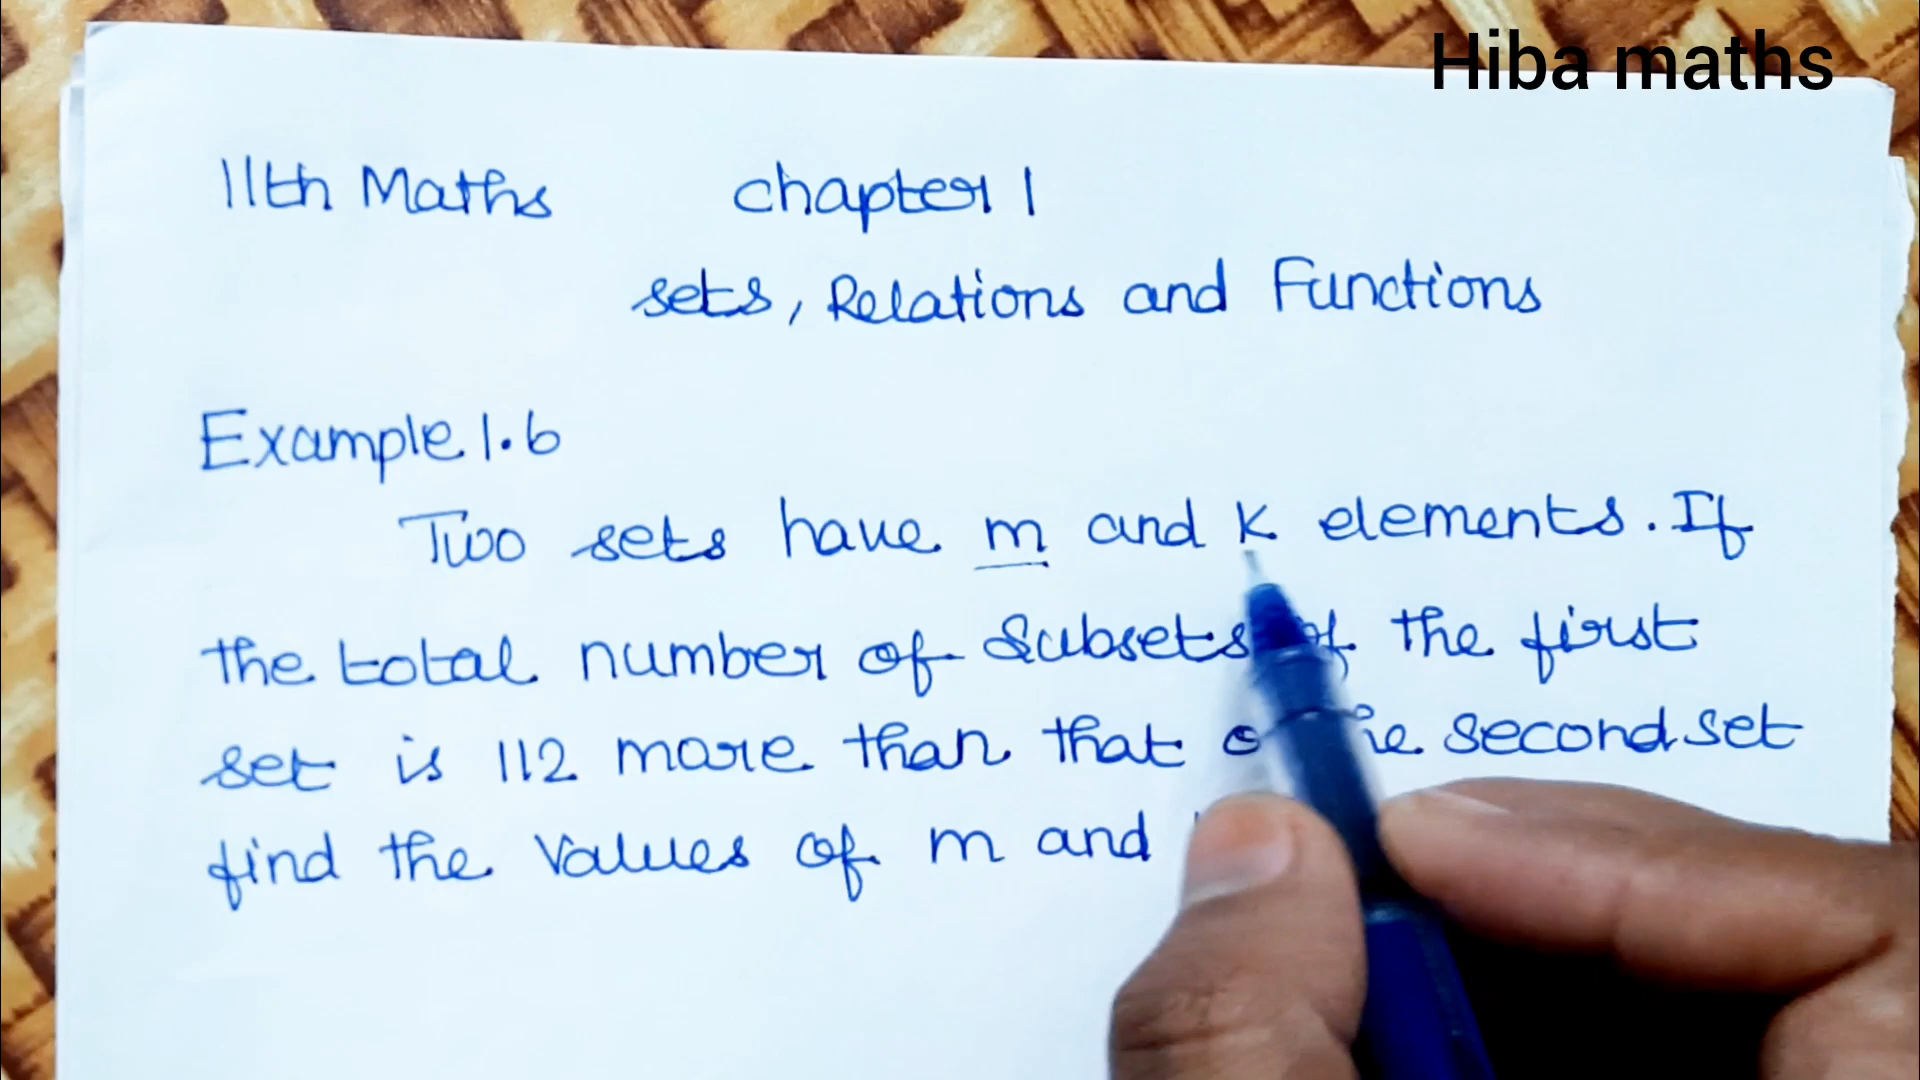 Hiba maths
11th Maths chapter 1
sets, Relations and Functions
Example 1.6
Two sets have m and k elements. If
the total number of Subsets of the first
set is 112 more than that second set
find the values of m and